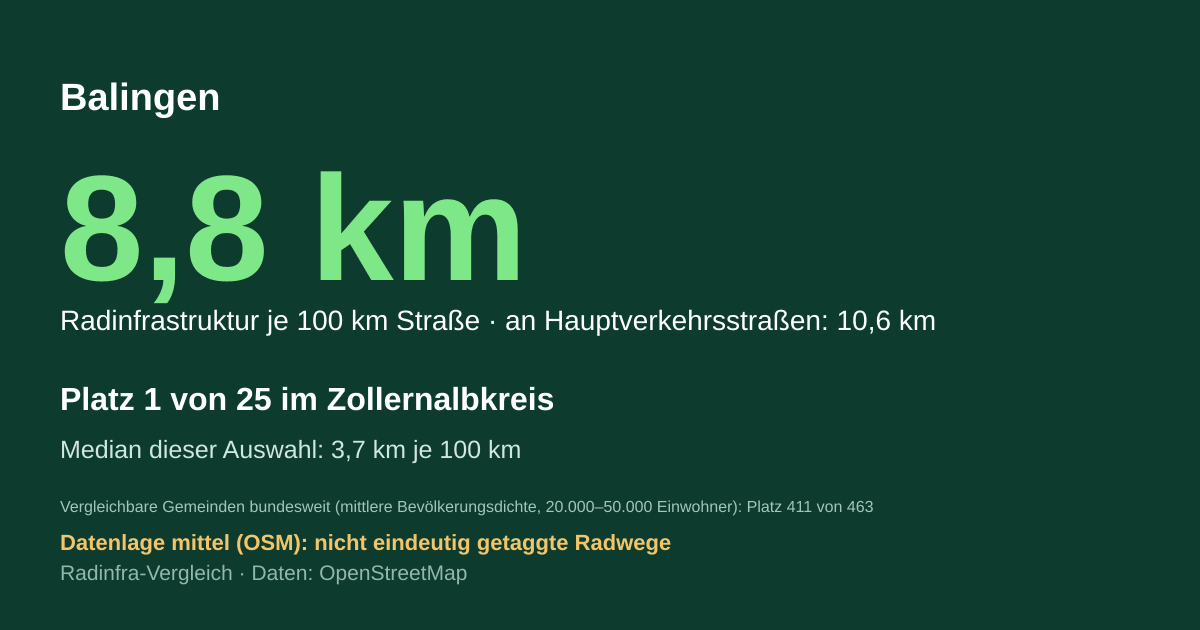 Balingen
8,8 km
Radinfrastruktur je 100 km Straße · an Hauptverkehrsstraßen: 10,6 km
Platz 1 von 25 im Zollernalbkreis
Median dieser Auswahl: 3,7 km je 100 km
Vergleichbare Gemeinden bundesweit (mittlere Bevölkerungsdichte, 20.000–50.000 Einwohner): Platz 411 von 463
Datenlage mittel (OSM): nicht eindeutig getaggte Radwege
Radinfra-Vergleich · Daten: OpenStreetMap